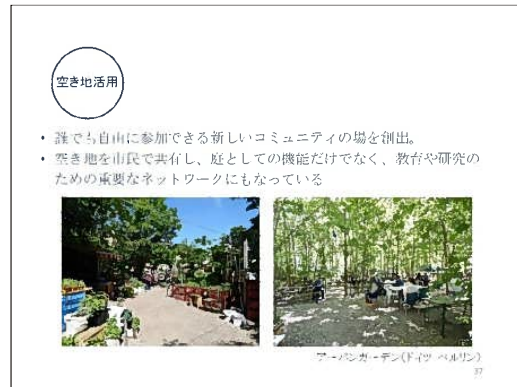 空き地活用
• 誰でも自由に参加できる新しいコミュニティの場を創出。
• 空き地を市民で共有し、庭としての機能だけでなく、教育や研究の
ための重要なネットワークにもなっている
アーバンガーデン(ドイツ ベルリン)
37